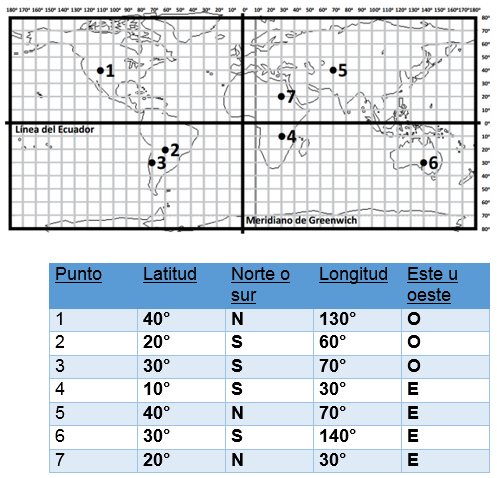 180°170°160°150°140°130°120°110°100° 90° 80° 70° 60° 50° 40° 30° 20° 10° 0° 10° 20° 30° 40° 50° 60° 70° 80° 90° 100°110°120°130°140°150°160°170°180°
80°
70°
60°
50°
40°
30°
20°
10°
0°
10°
20°
30°
40°
50°
60°
70°
80°
1
5
7
Línea del Ecuador
4
2
3
6
Meridiano de Greenwich
Punto Latitud Norte o sur Longitud Este u oeste
1 40° N 130° O
2 20° S 60° O
3 30° S 70° O
4 10° S 30° E
5 40° N 70° E
6 30° S 140° E
7 20° N 30° E